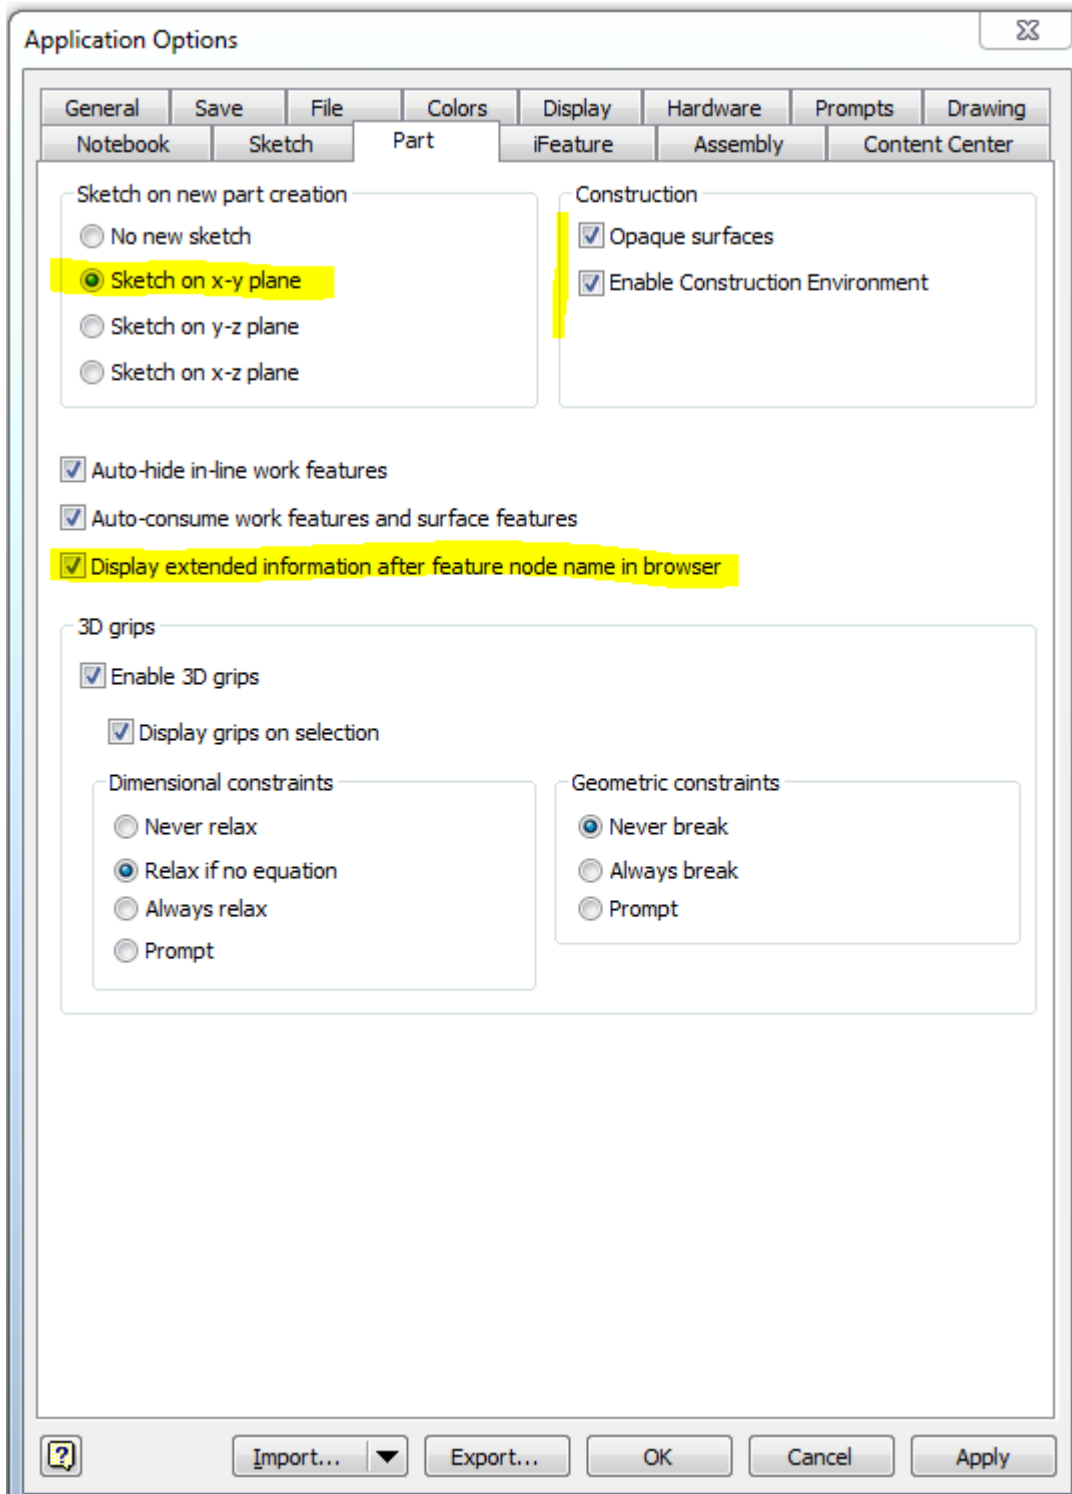 Application Options
General Save File Colors Display Hardware Prompts Drawing
Notebook Sketch Part iFeature Assembly Content Center
Sketch on new part creation
No new sketch
Sketch on x-y plane
Sketch on y-z plane
Sketch on x-z plane
Construction
Opaque surfaces
Enable Construction Environment
Auto-hide in-line work features
Auto-consume work features and surface features
Display extended information after feature node name in browser
3D grips
Enable 3D grips
Display grips on selection
Dimensional constraints
Never relax
Relax if no equation
Always relax
Prompt
Geometric constraints
Never break
Always break
Prompt
? Import... Export... OK Cancel Apply